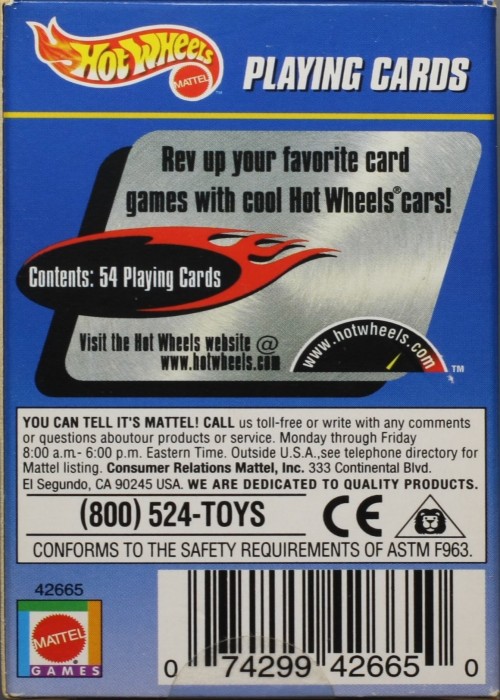 HOT WHEELS
MATTEL
™
PLAYING CARDS
Rev up your favorite card
games with cool Hot Wheels® cars!
Contents: 54 Playing Cards
Visit the Hot Wheels website @
www.hotwheels.com
www.hotwheels.com
TM
YOU CAN TELL IT'S MATTEL! CALL us toll-free or write with any comments
or questions aboutour products or service. Monday through Friday
8:00 a.m.- 6:00 p.m. Eastern Time. Outside U.S.A.,see telephone directory for
Mattel listing. Consumer Relations Mattel, Inc. 333 Continental Blvd.
El Segundo, CA 90245 USA. WE ARE DEDICATED TO QUALITY PRODUCTS.
(800) 524-TOYS
CE
CONFORMS TO THE SAFETY REQUIREMENTS OF ASTM F963.
42665
MATTEL
®
GAMES
0 74299 42665 0